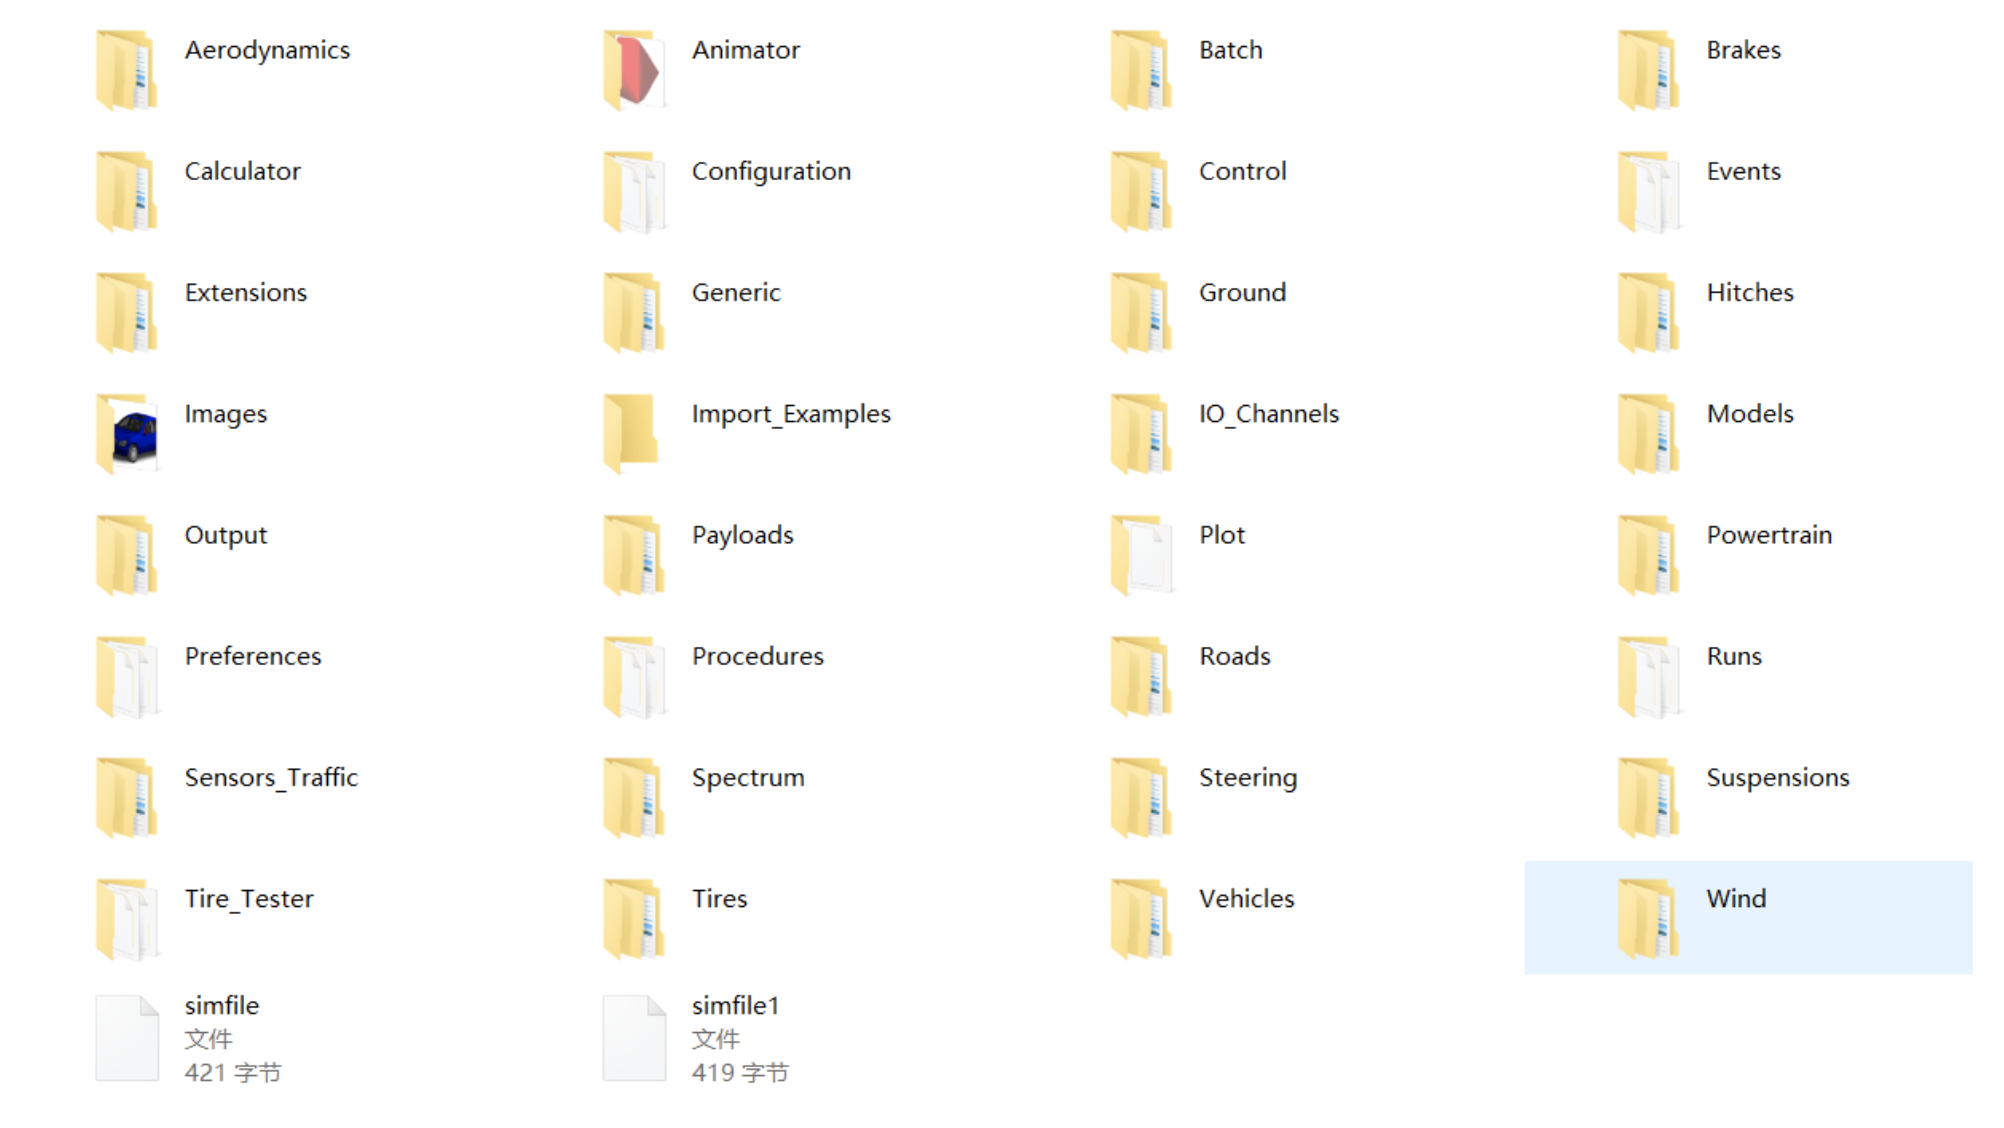 Aerodynamics
Animator
Batch
Brakes
Calculator
Configuration
Control
Events
Extensions
Generic
Ground
Hitches
Images
Import_Examples
IO_Channels
Models
Output
Payloads
Plot
Powertrain
Preferences
Procedures
Roads
Runs
Sensors_Traffic
Spectrum
Steering
Suspensions
Tire_Tester
Tires
Vehicles
Wind
simfile
文件
421 字节
simfile1
文件
419 字节